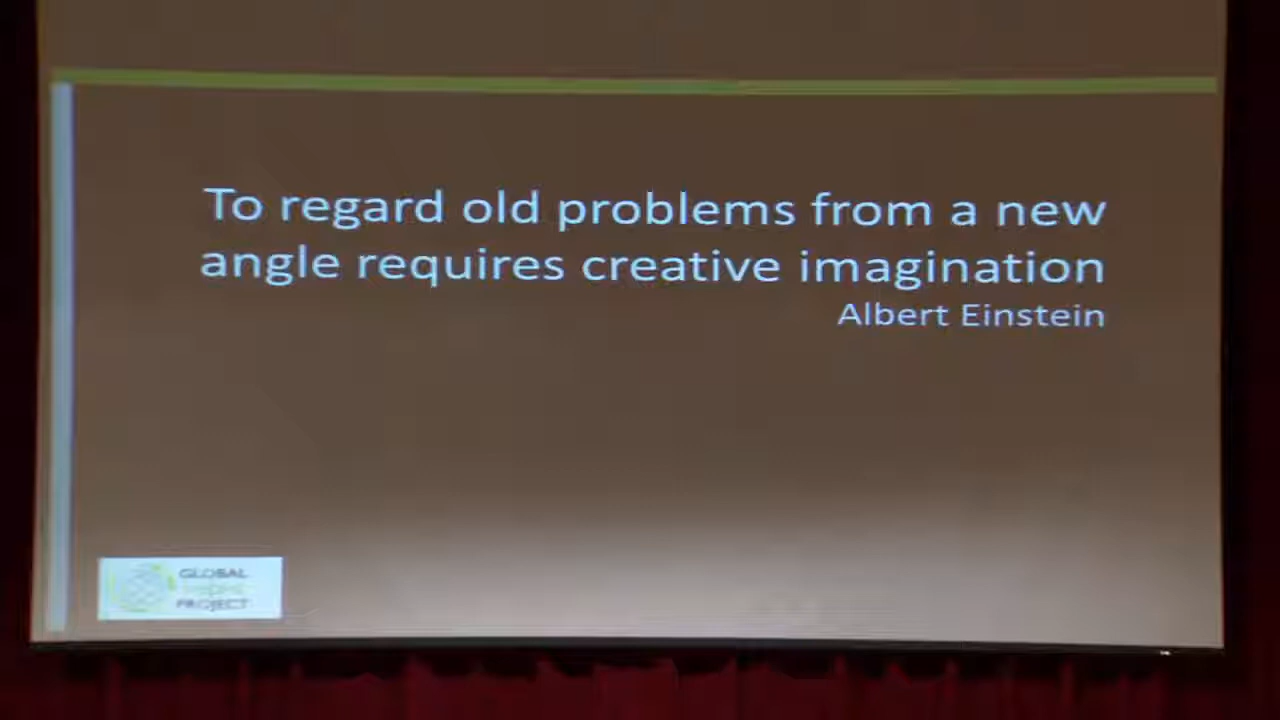 To regard old problems from a new
angle requires creative imagination
Albert Einstein
GLOBAL
PROJECT